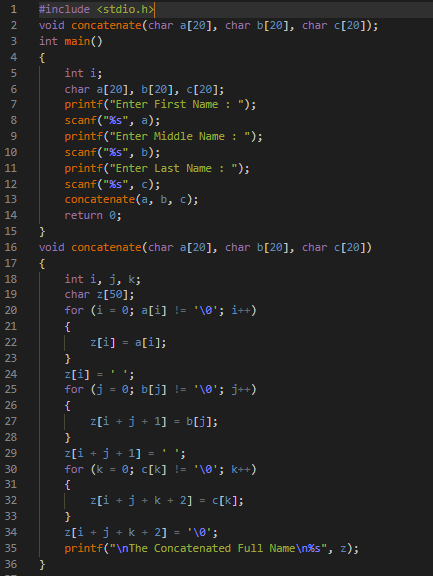 1 #include <stdio.h>
2 void concatenate(char a[20], char b[20], char c[20]);
3 int main()
4 {
5     int i;
6     char a[20], b[20], c[20];
7     printf("Enter First Name : ");
8     scanf("%s", a);
9     printf("Enter Middle Name : ");
10     scanf("%s", b);
11     printf("Enter Last Name : ");
12     scanf("%s", c);
13     concatenate(a, b, c);
14     return 0;
15 }
16 void concatenate(char a[20], char b[20], char c[20])
17 {
18     int i, j, k;
19     char z[50];
20     for (i = 0; a[i] != '\0'; i++)
21     {
22         z[i] = a[i];
23     }
24     z[i] = ' ';
25     for (j = 0; b[j] != '\0'; j++)
26     {
27         z[i + j + 1] = b[j];
28     }
29     z[i + j + 1] = ' ';
30     for (k = 0; c[k] != '\0'; k++)
31     {
32         z[i + j + k + 2] = c[k];
33     }
34     z[i + j + k + 2] = '\0';
35     printf("\nThe Concatenated Full Name\n%s", z);
36 }